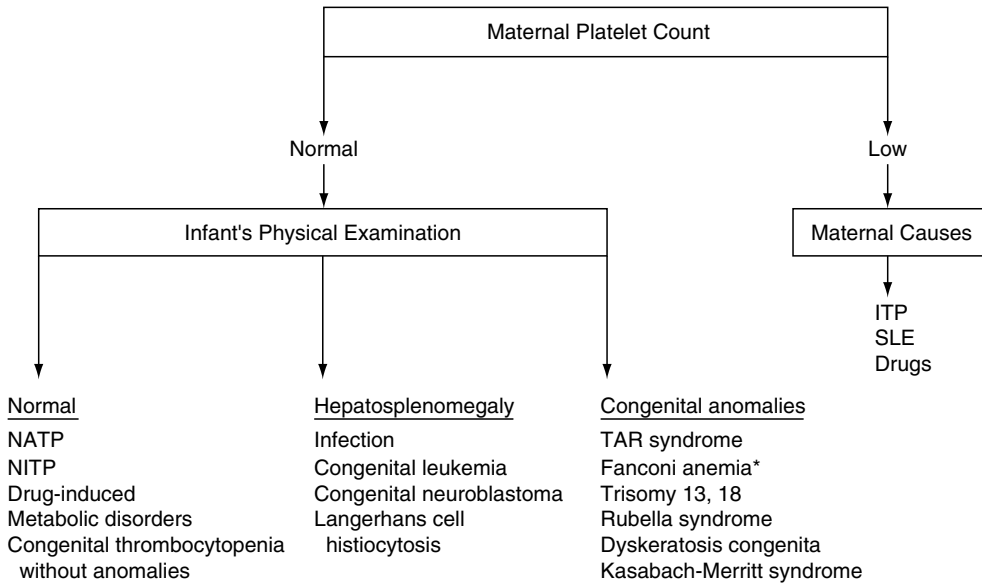 Maternal Platelet Count
Normal
Low
Infant's Physical Examination
Maternal Causes
ITP
SLE
Drugs
Normal
NATP
NITP
Drug-induced
Metabolic disorders
Congenital thrombocytopenia
without anomalies
Hepatosplenomegaly
Infection
Congenital leukemia
Congenital neuroblastoma
Langerhans cell
histiocytosis
Congenital anomalies
TAR syndrome
Fanconi anemia*
Trisomy 13, 18
Rubella syndrome
Dyskeratosis congenita
Kasabach-Merritt syndrome